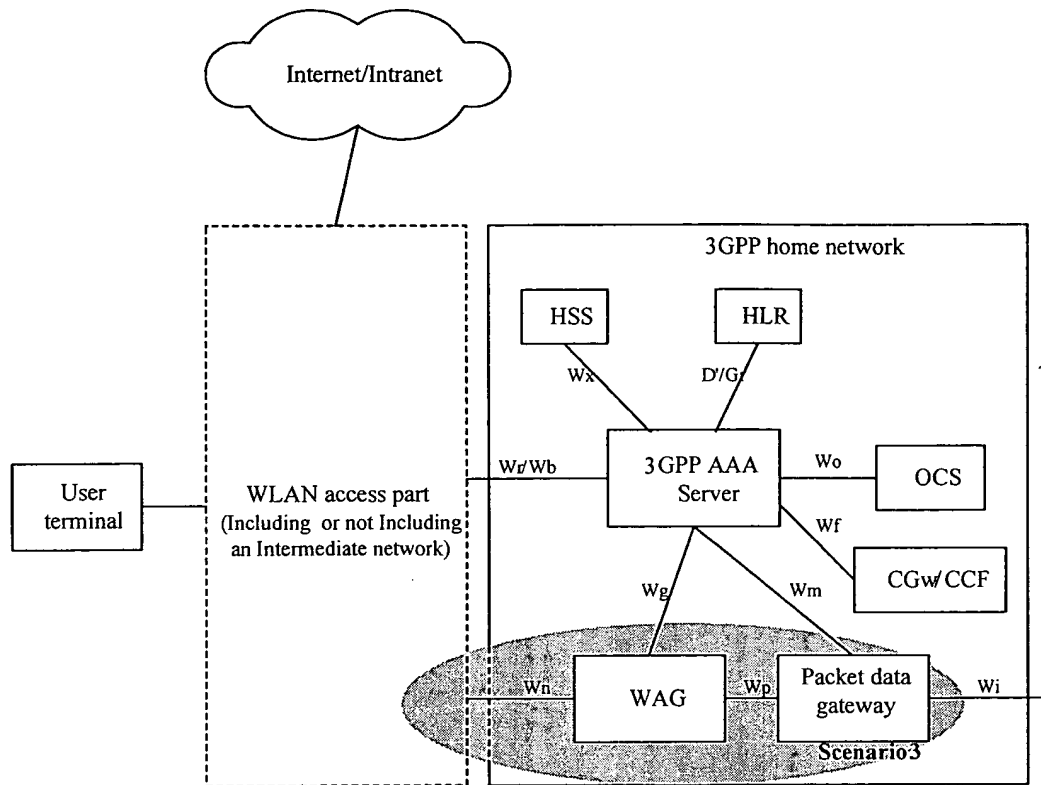 Internet/Intranet
3GPP home network
HSS
HLR
Wx
D'/Gr
User
terminal
WLAN access part
(Including or not Including
an Intermediate network)
Wr/Wb
3GPP AAA
Server
Wo
OCS
Wf
CGw/CCF
Wg
Wm
Wn
WAG
Wp
Packet data
gateway
Wi
Scenario3